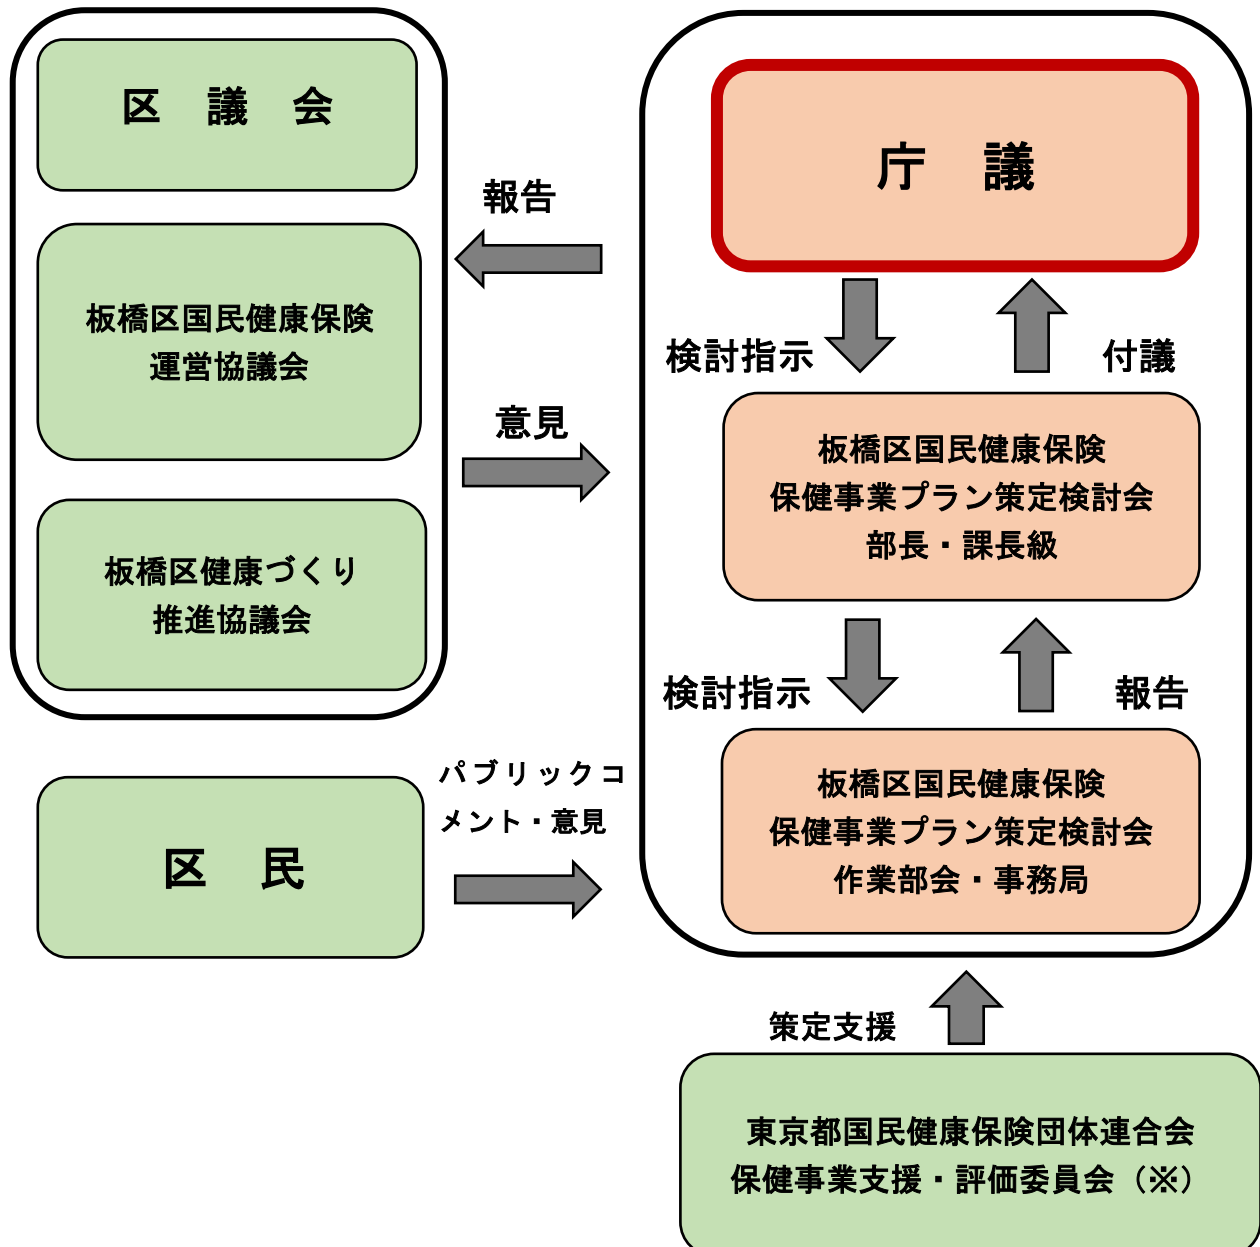 区　議　会
板橋区国民健康保険
運営協議会
板橋区健康づくり
推進協議会
区　民
報告
意見
パブリックコ
メント・意見
庁　議
検討指示
付議
板橋区国民健康保険
保健事業プラン策定検討会
部長・課長級
検討指示
報告
板橋区国民健康保険
保健事業プラン策定検討会
作業部会・事務局
策定支援
東京都国民健康保険団体連合会
保健事業支援・評価委員会（※）